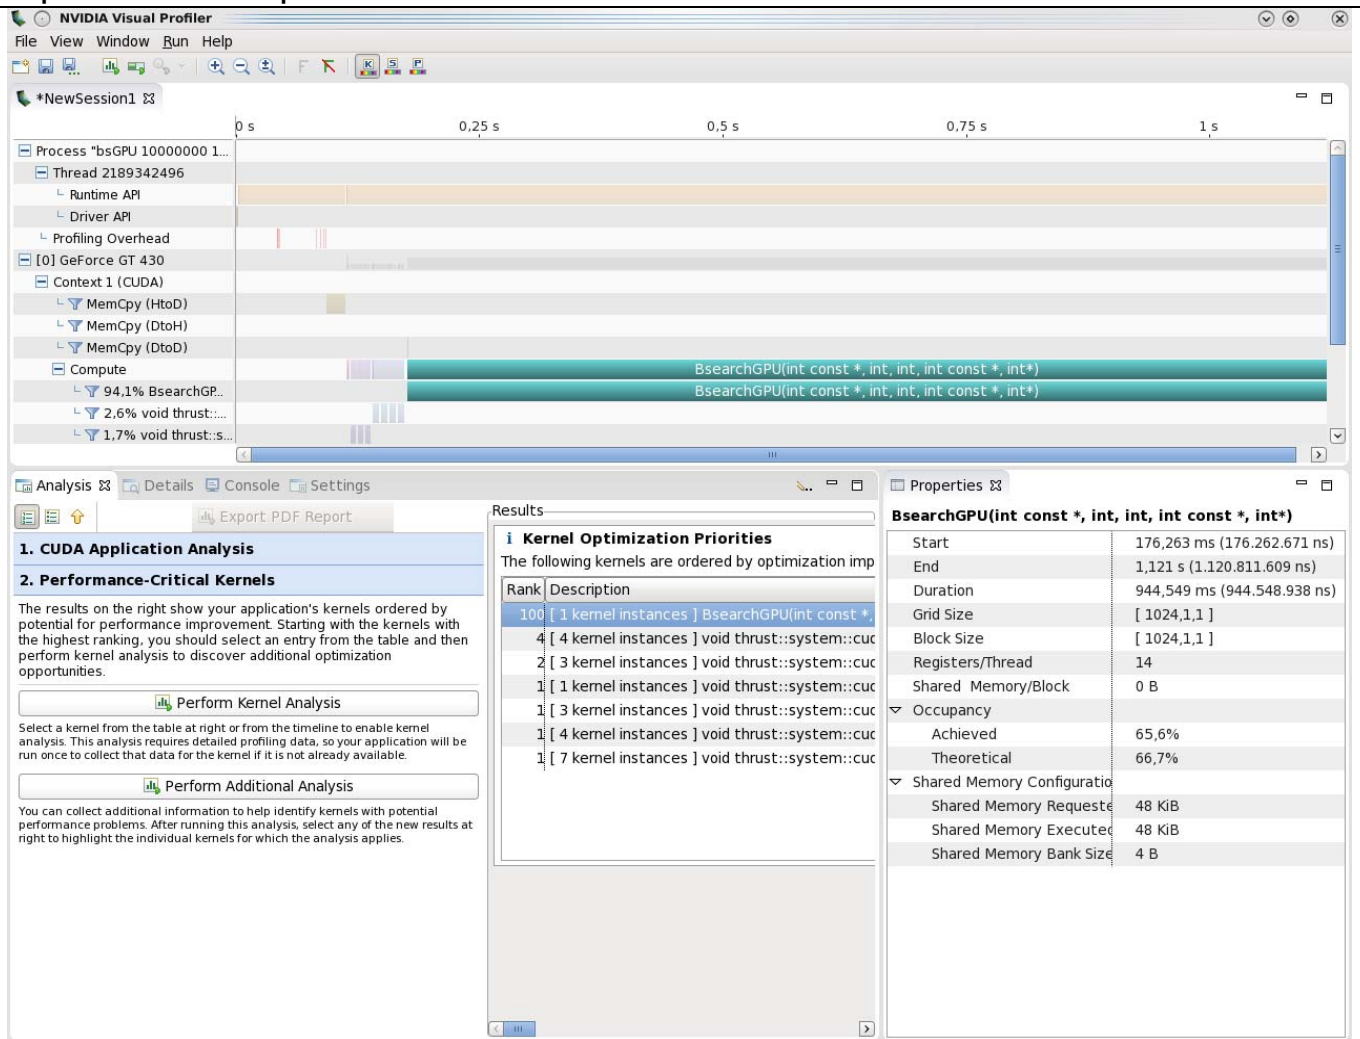 NVIDIA Visual Profiler
File View Window Run Help
*NewSession1
0 s 0,25 s 0,5 s 0,75 s 1 s
Process "bsGPU 10000000 1...
Thread 2189342496
Runtime API
Driver API
Profiling Overhead
[0] GeForce GT 430
Context 1 (CUDA)
MemCpy (HtoD)
MemCpy (DtoH)
MemCpy (DtoD)
Compute BsearchGPU(int const *, int, int, int const *, int*)
94,1% BsearchGP... BsearchGPU(int const *, int, int, int const *, int*)
2,6% void thrust::...
1,7% void thrust::s...
Analysis Details Console Settings
Export PDF Report
1. CUDA Application Analysis
2. Performance-Critical Kernels
The results on the right show your application's kernels ordered by
potential for performance improvement. Starting with the kernels with
the highest ranking, you should select an entry from the table and then
perform kernel analysis to discover additional optimization
opportunities.
Perform Kernel Analysis
Select a kernel from the table at right or from the timeline to enable kernel
analysis. This analysis requires detailed profiling data, so your application will be
run once to collect that data for the kernel if it is not already available.
Perform Additional Analysis
You can collect additional information to help identify kernels with potential
performance problems. After running this analysis, select any of the new results at
right to highlight the individual kernels for which the analysis applies.
Results
i Kernel Optimization Priorities
The following kernels are ordered by optimization imp
Rank Description
100 [ 1 kernel instances ] BsearchGPU(int const *,
4 [ 4 kernel instances ] void thrust::system::cuc
2 [ 3 kernel instances ] void thrust::system::cuc
1 [ 1 kernel instances ] void thrust::system::cuc
1 [ 3 kernel instances ] void thrust::system::cuc
1 [ 4 kernel instances ] void thrust::system::cuc
1 [ 7 kernel instances ] void thrust::system::cuc
Properties
BsearchGPU(int const *, int, int, int const *, int*)
Start 176,263 ms (176.262.671 ns)
End 1,121 s (1.120.811.609 ns)
Duration 944,549 ms (944.548.938 ns)
Grid Size [ 1024,1,1 ]
Block Size [ 1024,1,1 ]
Registers/Thread 14
Shared Memory/Block 0 B
Occupancy
Achieved 65,6%
Theoretical 66,7%
Shared Memory Configuratio
Shared Memory Requeste 48 KiB
Shared Memory Executed 48 KiB
Shared Memory Bank Size 4 B